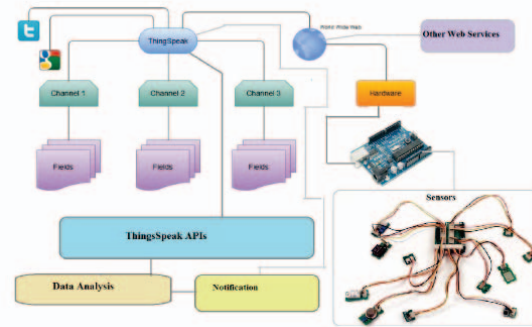 ThingSpeak
Other Web Services
Channel 1
Channel 2
Channel 3
Hardware
Fields
Fields
Fields
Sensors
ThingsSpeak APIs
Data Analysis
Notification